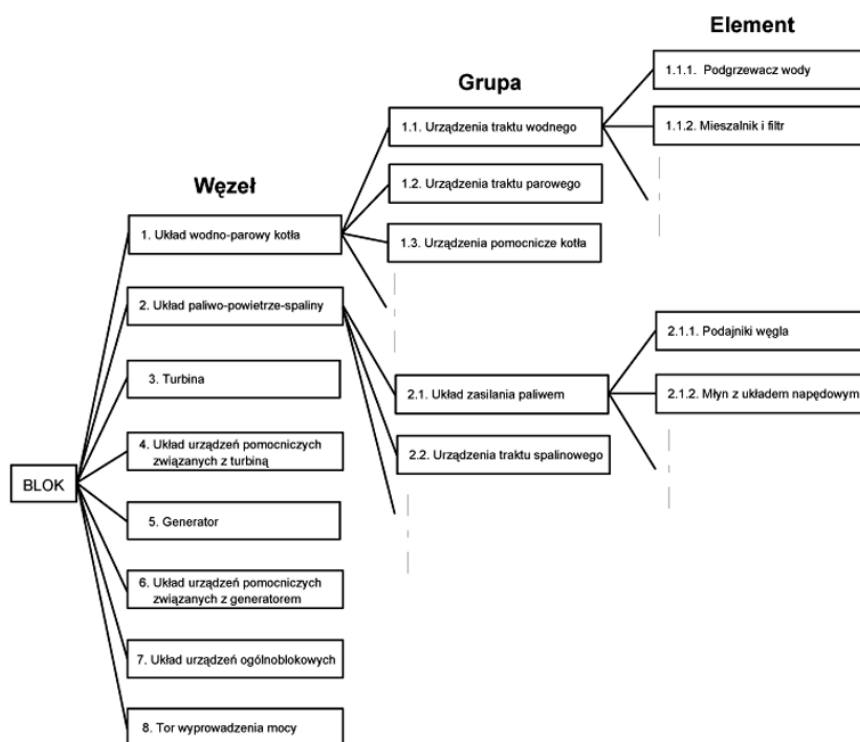 Element
1.1.1. Podgrzewacz wody
Grupa
1.1. Urządzenia traktu wodnego
1.1.2. Mieszalnik i filtr
Węzeł
1.2. Urządzenia traktu parowego
1. Układ wodno-parowy kotła
1.3. Urządzenia pomocnicze kotła
2. Układ paliwo-powietrze-spaliny
2.1.1. Podajniki węgla
3. Turbina
2.1. Układ zasilania paliwem
2.1.2. Młyn z układem napędowym
4. Układ urządzeń pomocniczych
związanych z turbiną
2.2. Urządzenia traktu spalinowego
BLOK
5. Generator
6. Układ urządzeń pomocniczych
związanych z generatorem
7. Układ urządzeń ogólnoblokowych
8. Tor wyprowadzenia mocy